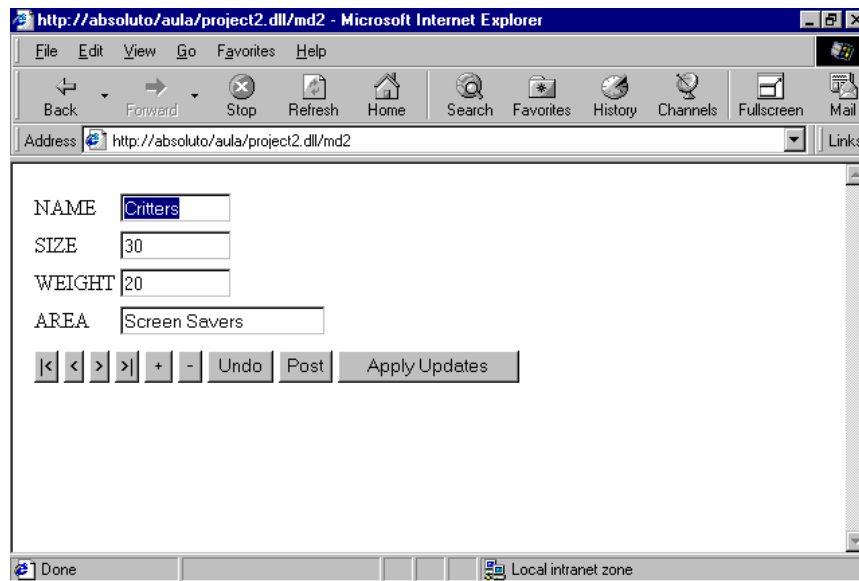 http://absoluto/aula/project2.dll/md2 - Microsoft Internet Explorer
File Edit View Go Favorites Help
Back Forward Stop Refresh Home Search Favorites History Channels Fullscreen Mail
Address http://absoluto/aula/project2.dll/md2 Links
NAME Critters
SIZE 30
WEIGHT 20
AREA Screen Savers
|< < > >| + - Undo Post Apply Updates
Done Local intranet zone